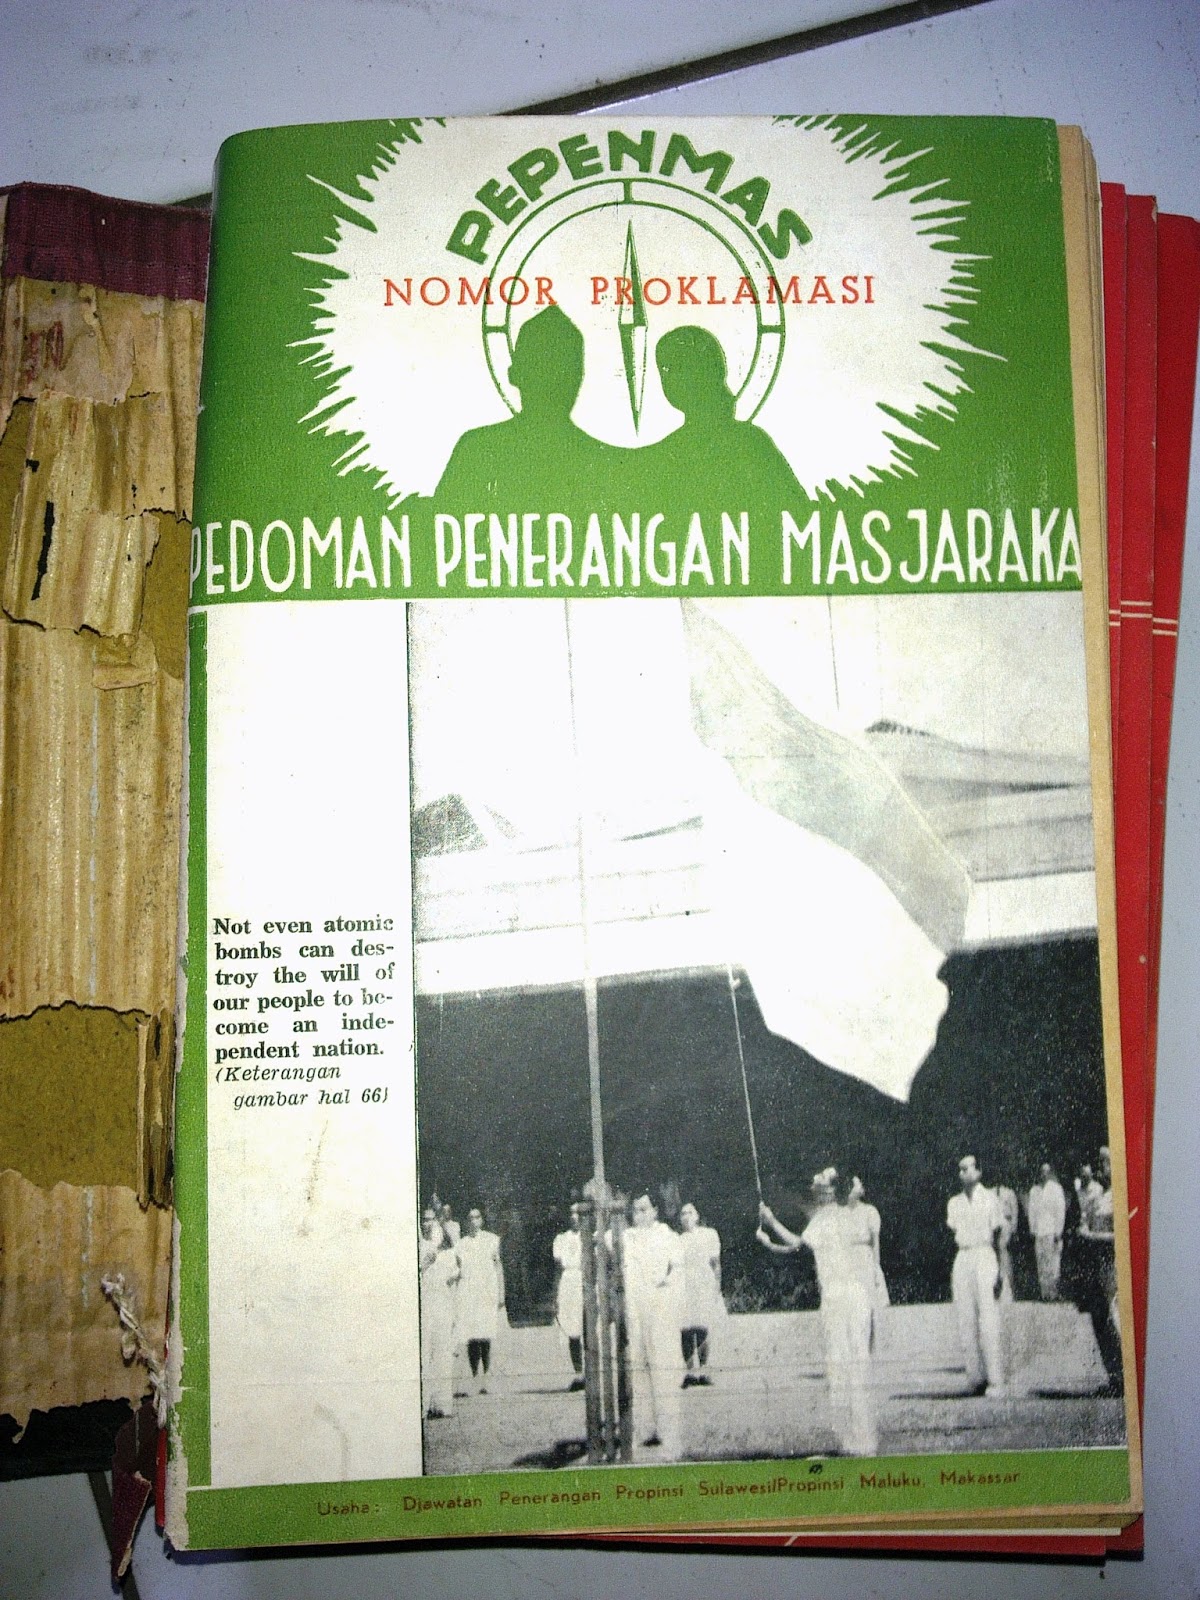 PEPENMAS
NOMOR PROKLAMASI
PEDOMAN PENERANGAN MASJARAKA
Not even atomic
bombs can des-
troy the will of
our people to be-
come an inde-
pendent nation.
(Keterangan
gambar hal 66)
Usaha: Djawatan Penerangan Propinsi Sulawesi/Propinsi Maluku, Makassar